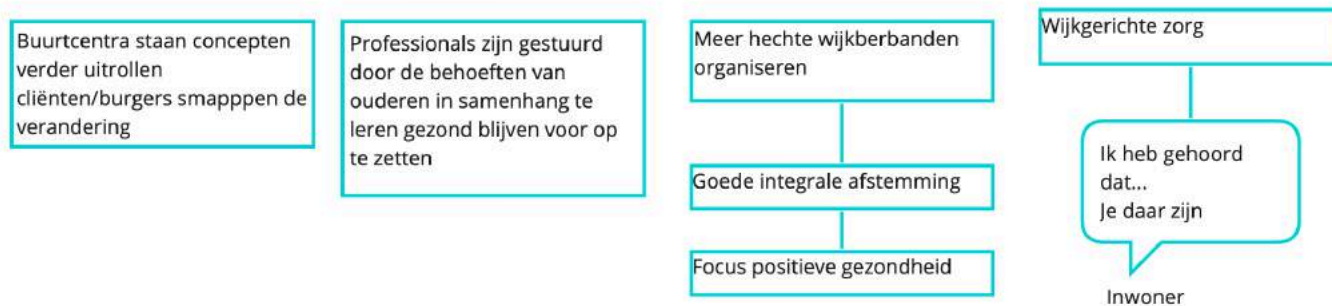 Buurtcentra staan concepten
verder uitrollen
cliënten/burgers smapppen de
verandering
Professionals zijn gestuurd
door de behoeften van
ouderen in samenhang te
leren gezond blijven voor op
te zetten
Meer hechte wijkberbanden
organiseren
Goede integrale afstemming
Focus positieve gezondheid
Wijkgerichte zorg
Ik heb gehoord
dat...
Je daar zijn
Inwoner